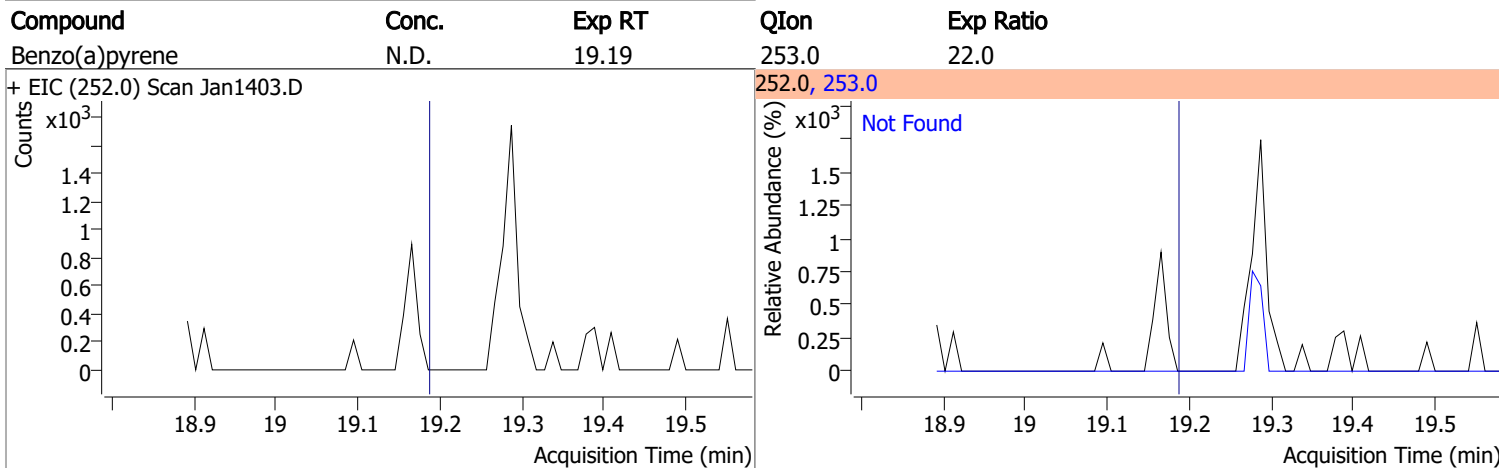 Compound Conc. Exp RT QIon Exp Ratio
Benzo(a)pyrene N.D. 19.19 253.0 22.0
+ EIC (252.0) Scan Jan1403.D
Counts
x10³
1.4
1.2
1
0.8
0.6
0.4
0.2
0
18.9 19 19.1 19.2 19.3 19.4 19.5
Acquisition Time (min)
252.0, 253.0
Relative Abundance (%)
x10³
Not Found
1.5
1.25
1
0.75
0.5
0.25
0
18.9 19 19.1 19.2 19.3 19.4 19.5
Acquisition Time (min)